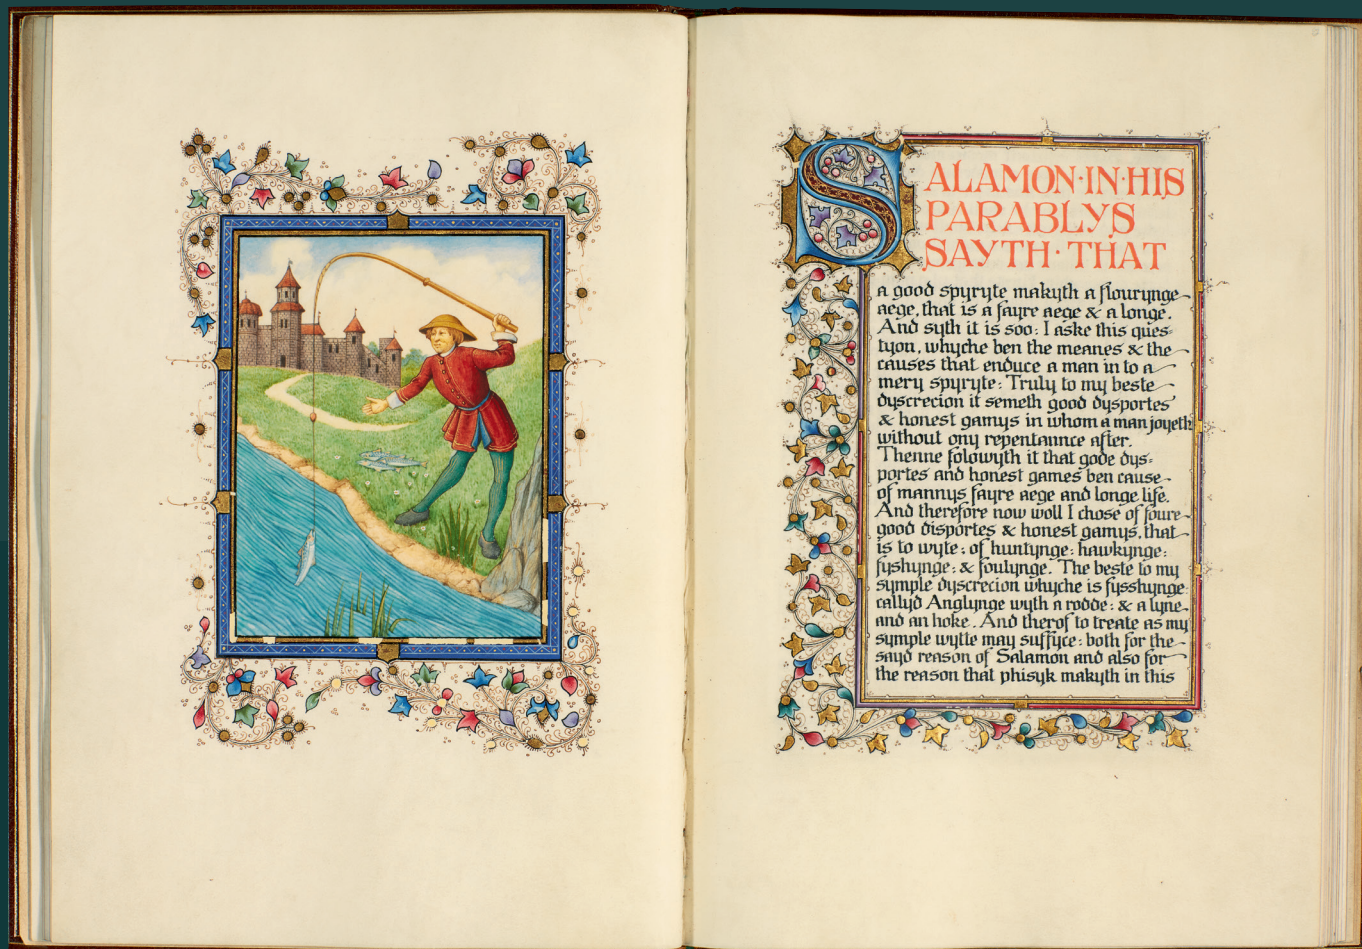 SALAMON·IN·HIS
PARABLYS
SAYTH·THAT
a good spyryte makyth a flourynge
aege, that is a fayre aege & a longe.
And syth it is soo: I aske this ques-
tyon, whyche ben the meanes & the
causes that enduce a man in to a
mery spyryte: Truly to my beste
dyscrecion it semeth good dysportes
& honest gamys in whom a man joyeth
without ony repentannce after.
Thenne folowyth it that gode dys-
portes and honest games ben cause
of mannys fayre aege and longe life.
And therefore now woll I chose of foure
good disportes & honest gamys, that
is to wyte: of huntynge: hawkynge:
fyshynge: & foulynge. The beste to my
symple dyscrecion whyche is fysshynge:
callyd Anglynge wyth a rodde: & a lyne
and an hoke. And therof to treate as my
symple wytte may suffyce: both for the
sayd reason of Salamon and also for
the reason that phisyk makyth in this